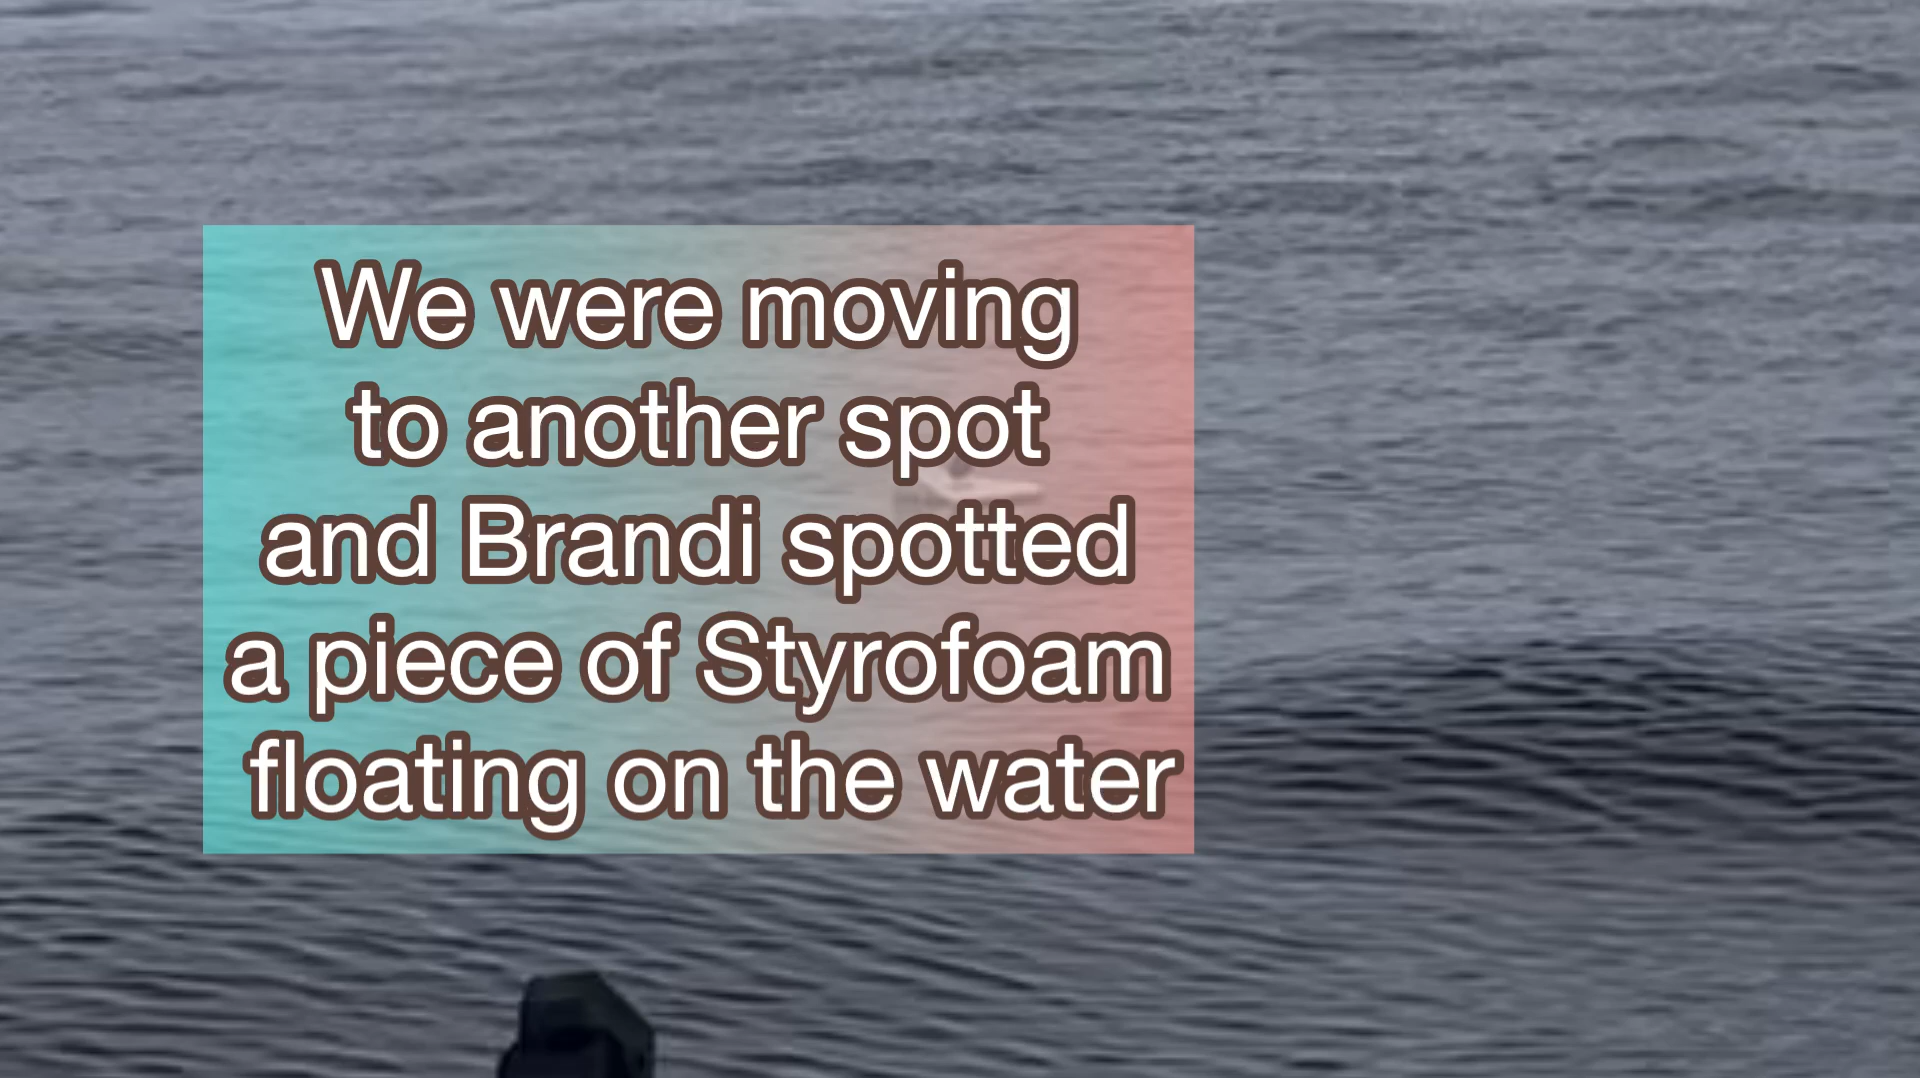 We were moving
to another spot
and Brandi spotted
a piece of Styrofoam
floating on the water